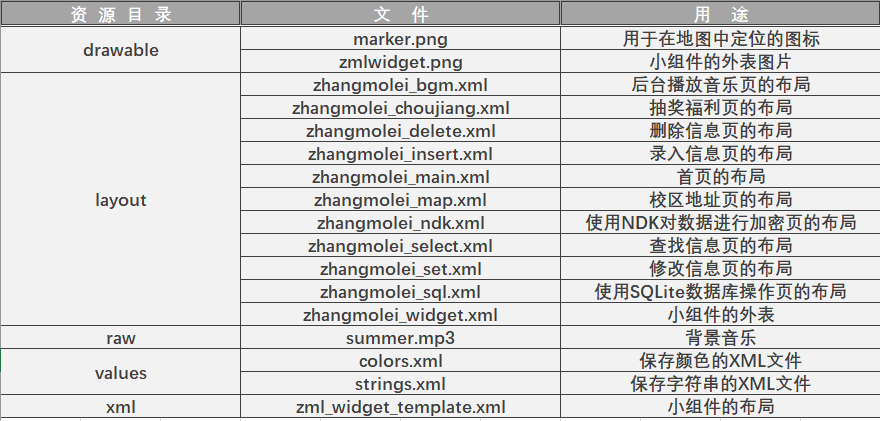 资 源 目 录 文 件 用 途
drawable marker.png 用于在地图中定位的图标
zmlwidget.png 小组件的外表图片
layout zhangmolei_bgm.xml 后台播放音乐页的布局
zhangmolei_choujiang.xml 抽奖福利页的布局
zhangmolei_delete.xml 删除信息页的布局
zhangmolei_insert.xml 录入信息页的布局
zhangmolei_main.xml 首页的布局
zhangmolei_map.xml 校区地址页的布局
zhangmolei_ndk.xml 使用NDK对数据进行加密页的布局
zhangmolei_select.xml 查找信息页的布局
zhangmolei_set.xml 修改信息页的布局
zhangmolei_sql.xml 使用SQLite数据库操作页的布局
zhangmolei_widget.xml 小组件的外表
raw summer.mp3 背景音乐
values colors.xml 保存颜色的XML文件
strings.xml 保存字符串的XML文件
xml zml_widget_template.xml 小组件的布局